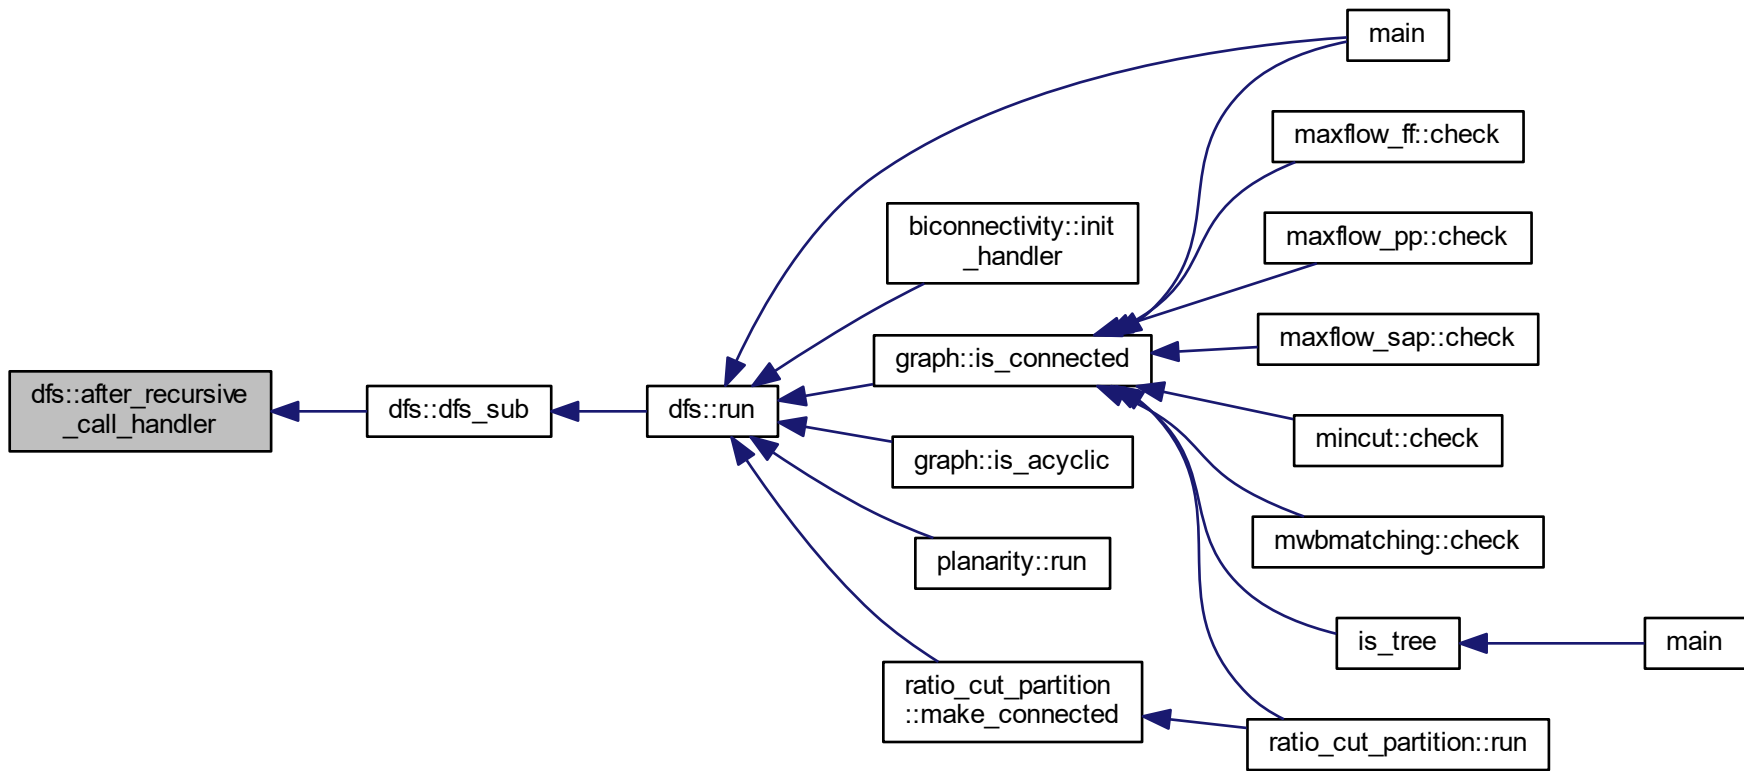 main
maxflow_ff::check
biconnectivity::init
_handler
maxflow_pp::check
maxflow_sap::check
graph::is_connected
dfs::after_recursive
_call_handler
dfs::dfs_sub
dfs::run
mincut::check
graph::is_acyclic
mwbmatching::check
planarity::run
is_tree
main
ratio_cut_partition
::make_connected
ratio_cut_partition::run